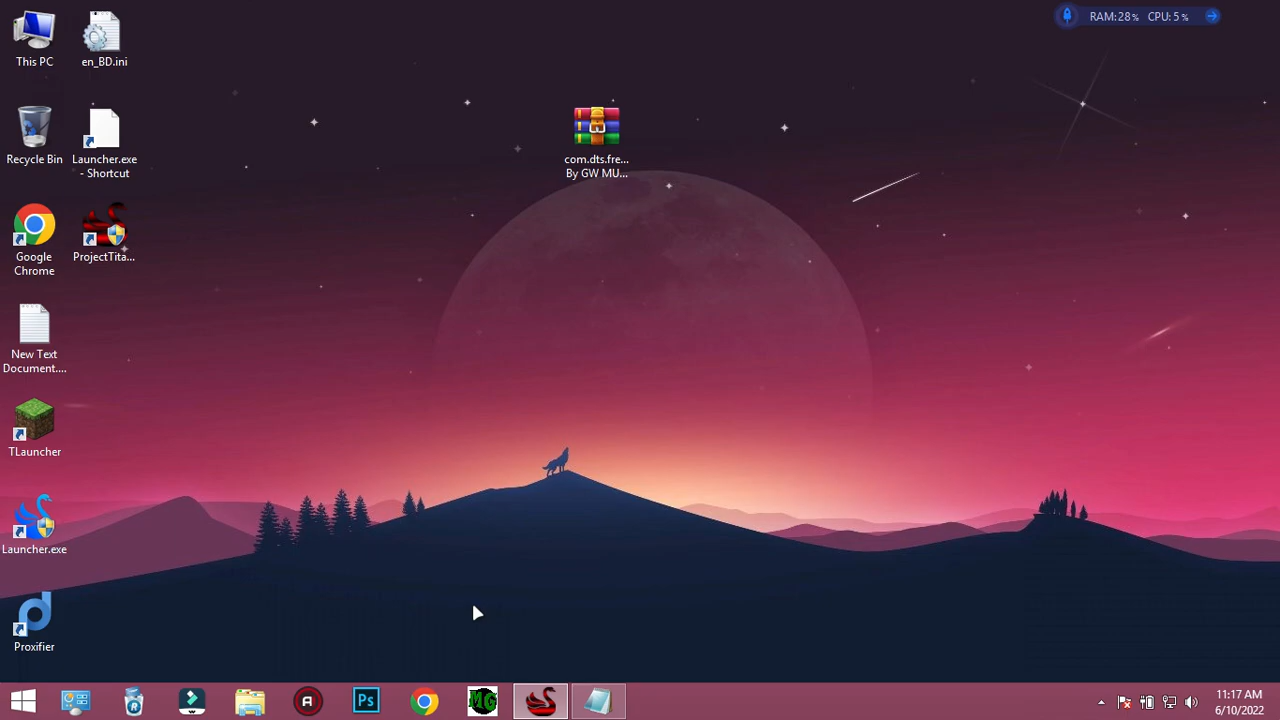 This PC
en_BD.ini
Recycle Bin
Launcher.exe
- Shortcut
Google
Chrome
ProjectTita...
New Text
Document....
TLauncher
Launcher.exe
Proxifier
com.dts.fre...
By GW MU...
RAM:28% CPU:5%
R
A
Ps
MG
11:17 AM
6/10/2022